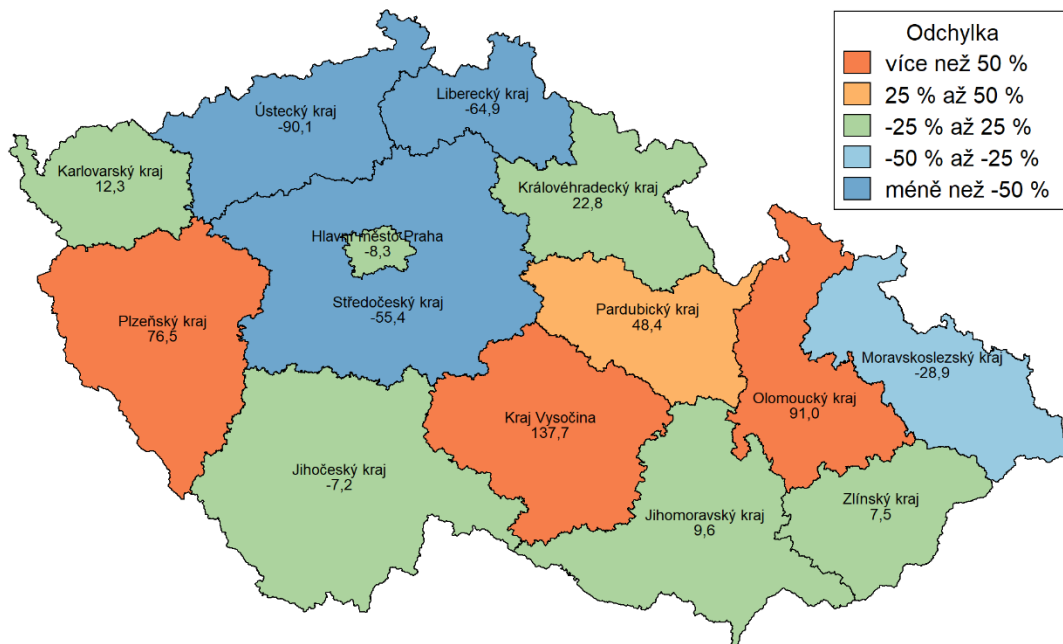 Odchylka
více než 50 %
25 % až 50 %
-25 % až 25 %
-50 % až -25 %
méně než -50 %
Liberecký kraj
-64,9
Ústecký kraj
-90,1
Karlovarský kraj
12,3
Královéhradecký kraj
22,8
Hlavní město Praha
-8,3
Středočeský kraj
-55,4
Pardubický kraj
48,4
Plzeňský kraj
76,5
Moravskoslezský kraj
-28,9
Olomoucký kraj
91,0
Kraj Vysočina
137,7
Jihočeský kraj
-7,2
Zlínský kraj
7,5
Jihomoravský kraj
9,6